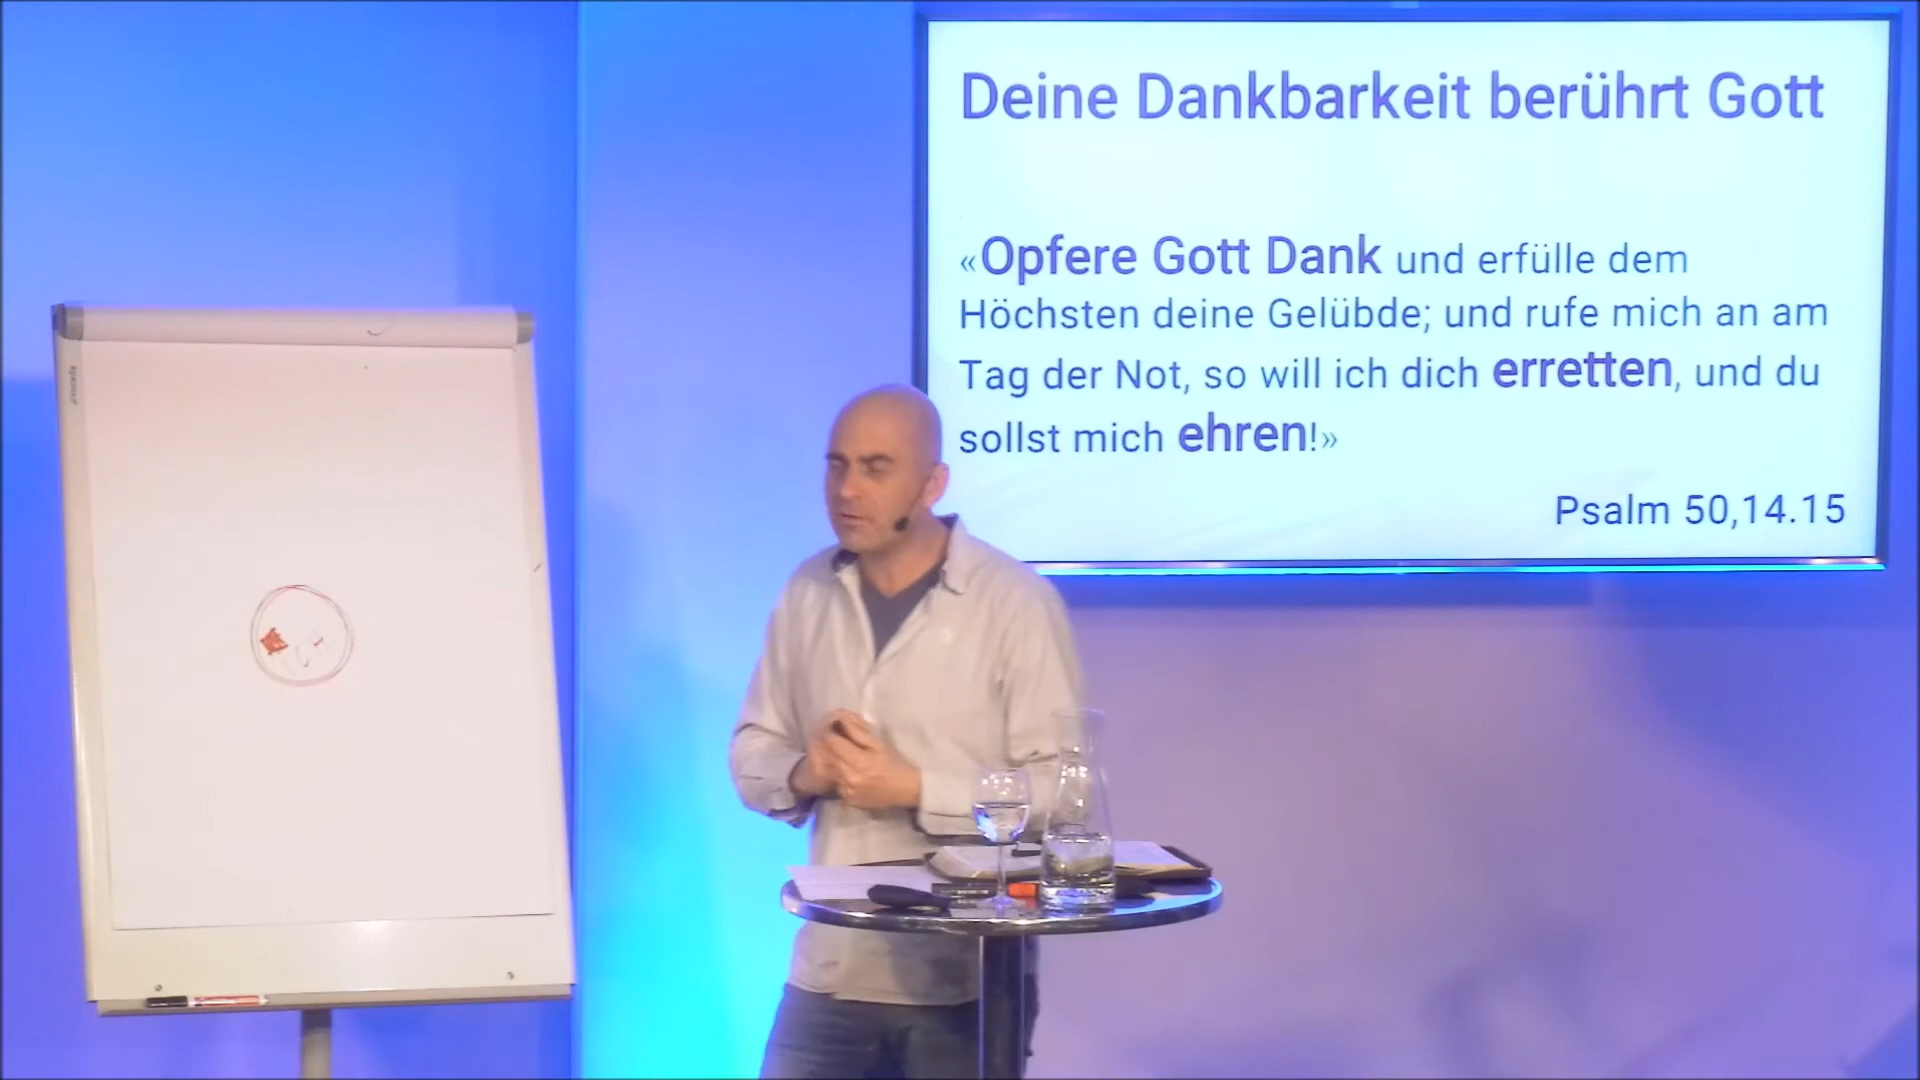 Deine Dankbarkeit berührt Gott
«Opfere Gott Dank und erfülle dem
Höchsten deine Gelübde; und rufe mich an am
Tag der Not, so will ich dich erretten, und du
sollst mich ehren!»
Psalm 50,14.15